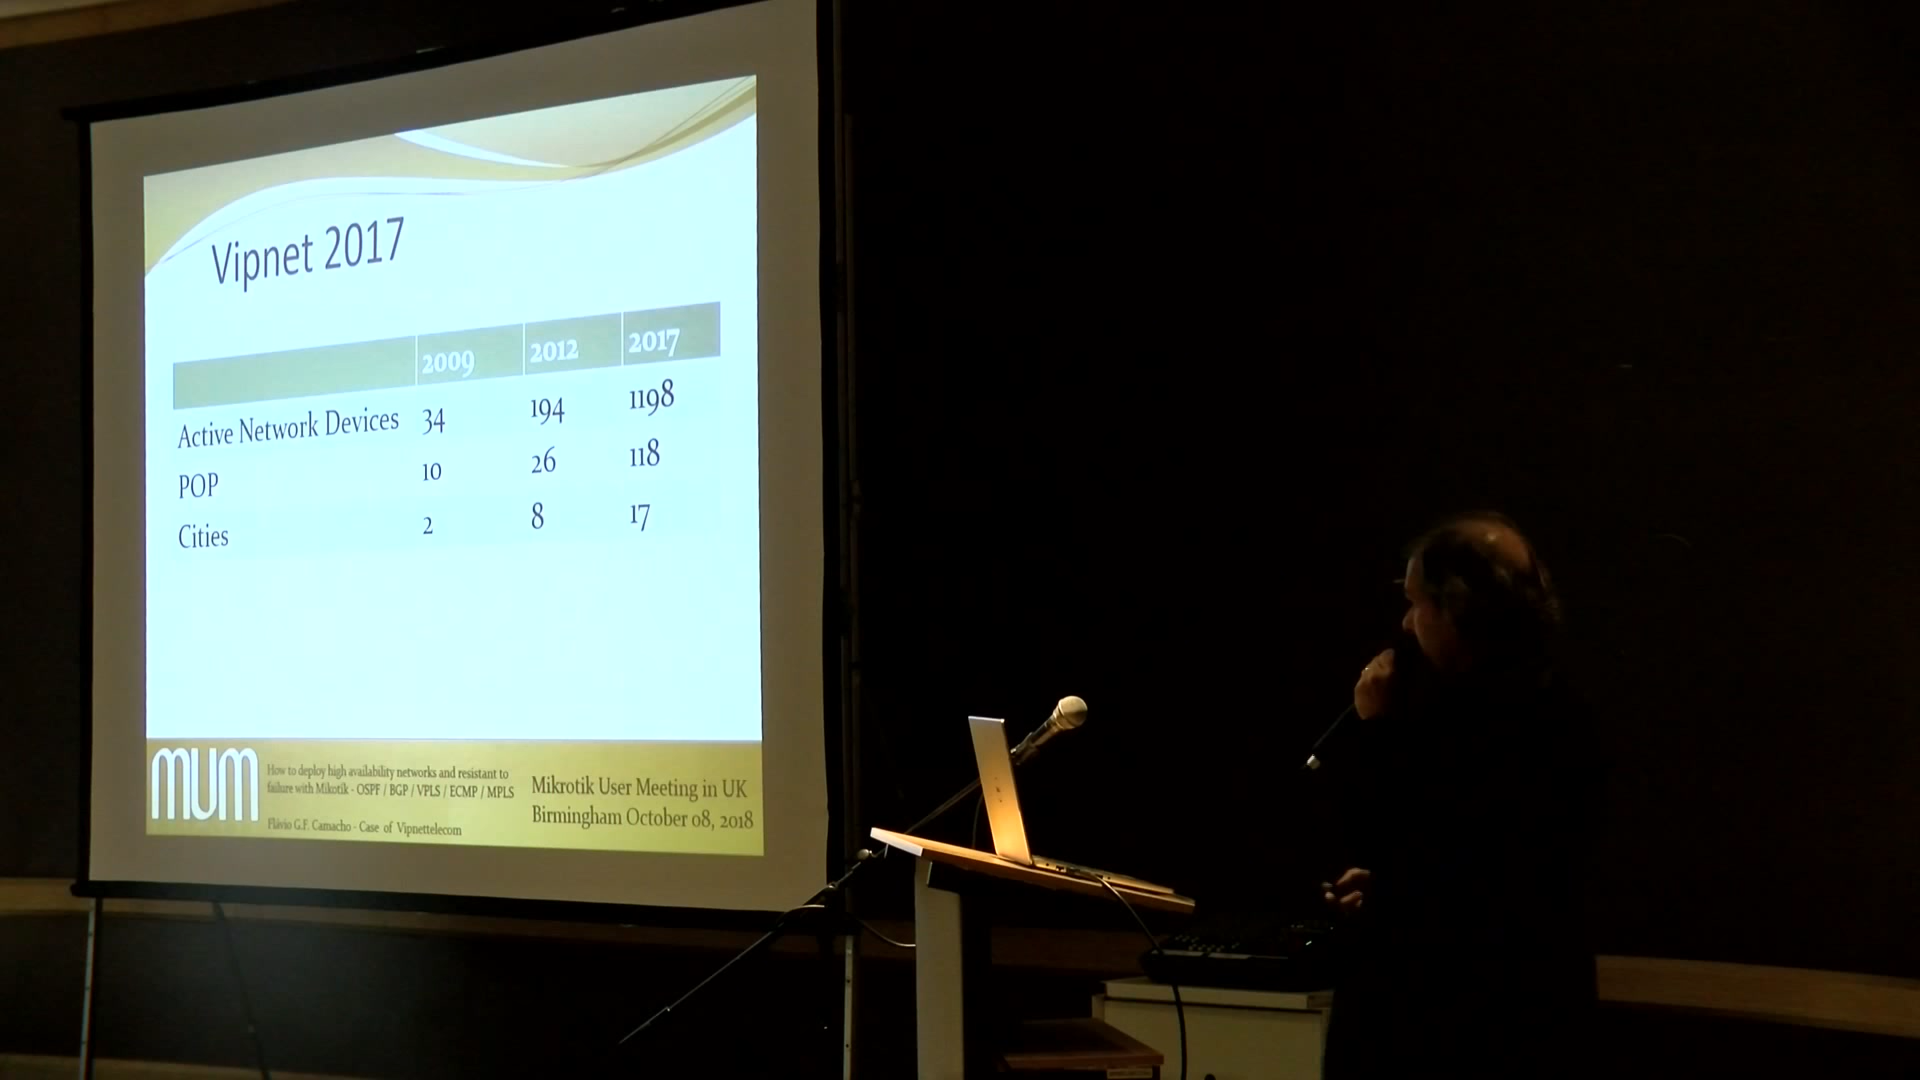 Vipnet 2017
2009 2012 2017
Active Network Devices 34 194 1198
POP 10 26 118
Cities 2 8 17
mum
How to deploy high availability networks and resistant to
failure with Mikotik - OSPF / BGP / VPLS / ECMP / MPLS
Flávio G.F. Camacho - Case of Vipnettelecom
Mikrotik User Meeting in UK
Birmingham October 08, 2018